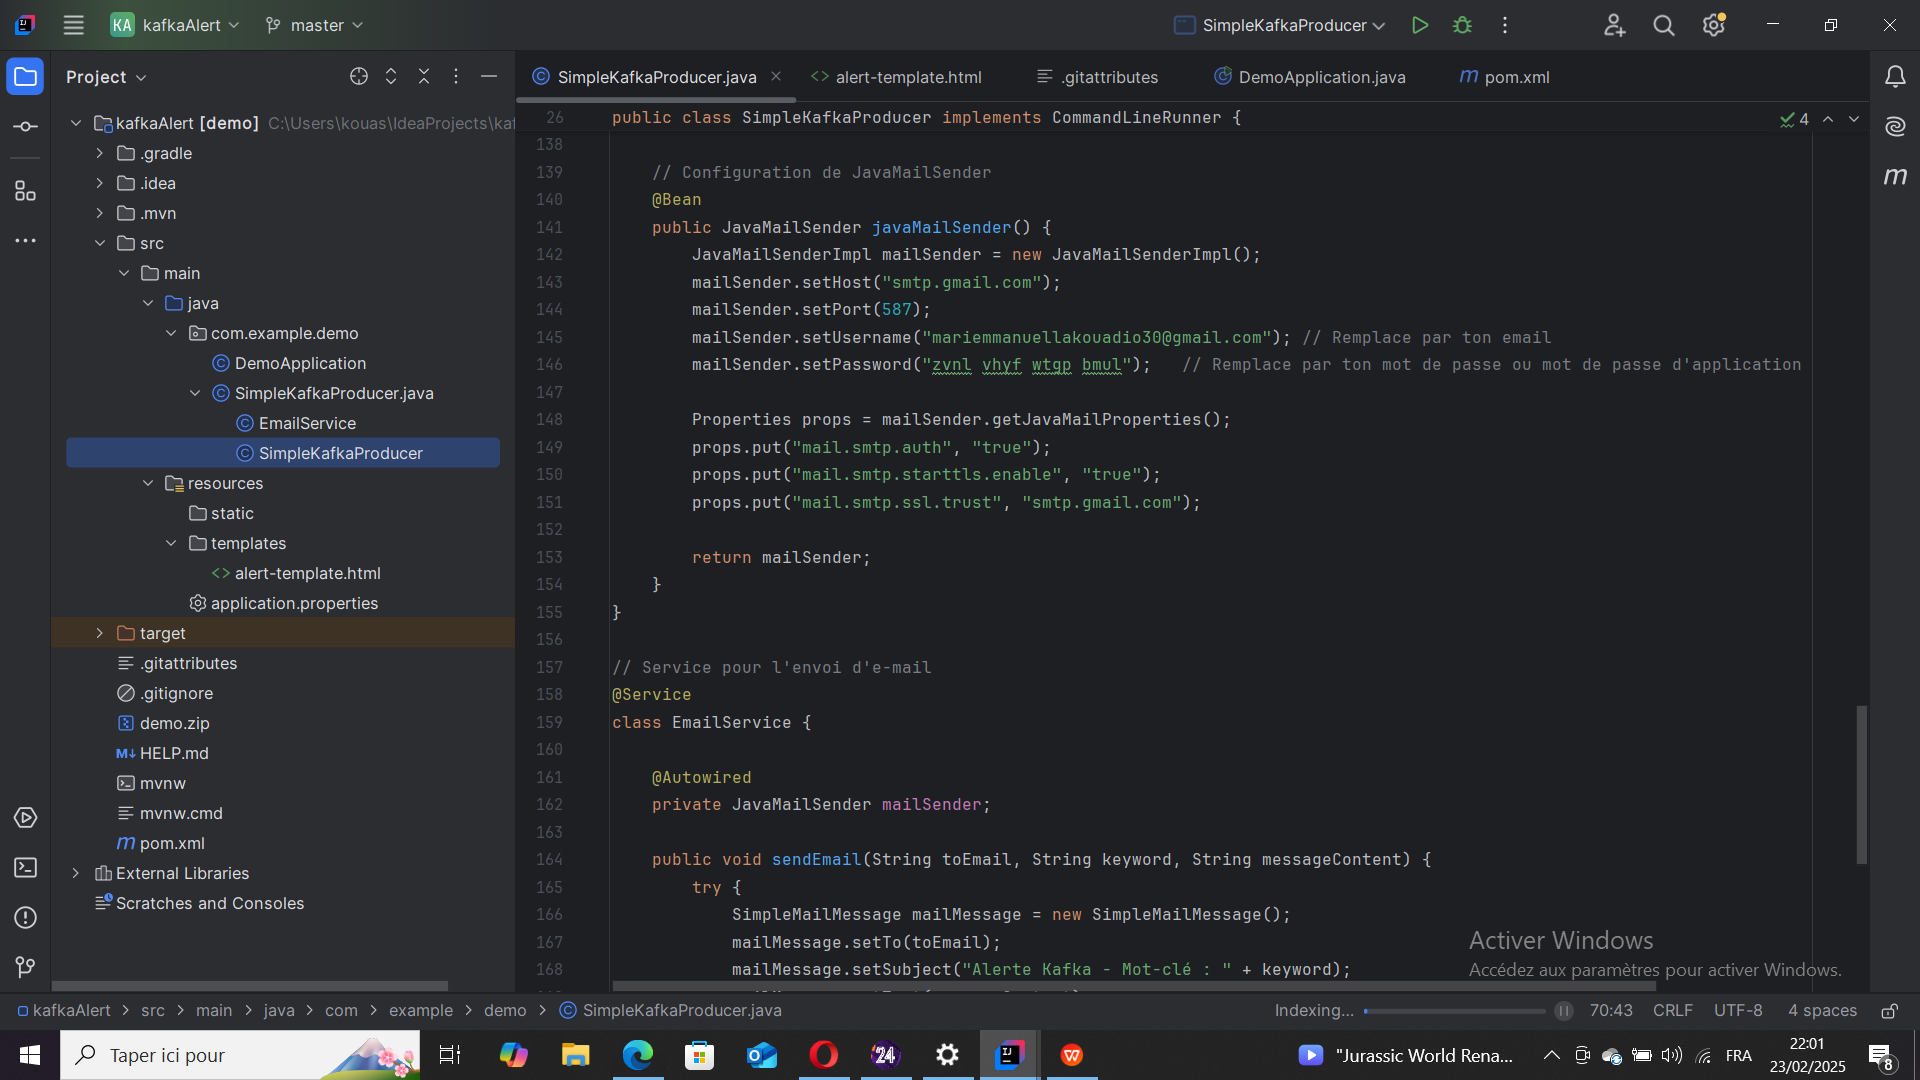 KA kafkaAlert master SimpleKafkaProducer
Project
SimpleKafkaProducer.java alert-template.html .gitattributes DemoApplication.java m pom.xml
kafkaAlert [demo] C:\Users\kouas\IdeaProjects\kaf
.gradle
.idea
.mvn
src
main
java
com.example.demo
DemoApplication
SimpleKafkaProducer.java
EmailService
SimpleKafkaProducer
resources
static
templates
alert-template.html
application.properties
target
.gitattributes
.gitignore
demo.zip
M↓ HELP.md
mvnw
mvnw.cmd
m pom.xml
External Libraries
Scratches and Consoles
26 public class SimpleKafkaProducer implements CommandLineRunner {
4
138
139 // Configuration de JavaMailSender
140 @Bean
141 public JavaMailSender javaMailSender() {
142 JavaMailSenderImpl mailSender = new JavaMailSenderImpl();
143 mailSender.setHost("smtp.gmail.com");
144 mailSender.setPort(587);
145 mailSender.setUsername("mariemmanuellakouadio30@gmail.com"); // Remplace par ton email
146 mailSender.setPassword("zvnl vhyf wtgp bmul"); // Remplace par ton mot de passe ou mot de passe d'application
147
148 Properties props = mailSender.getJavaMailProperties();
149 props.put("mail.smtp.auth", "true");
150 props.put("mail.smtp.starttls.enable", "true");
151 props.put("mail.smtp.ssl.trust", "smtp.gmail.com");
152
153 return mailSender;
154 }
155 }
156
157 // Service pour l'envoi d'e-mail
158 @Service
159 class EmailService {
160
161 @Autowired
162 private JavaMailSender mailSender;
163
164 public void sendEmail(String toEmail, String keyword, String messageContent) {
165 try {
166 SimpleMailMessage mailMessage = new SimpleMailMessage();
167 mailMessage.setTo(toEmail);
168 mailMessage.setSubject("Alerte Kafka - Mot-clé : " + keyword);
Activer Windows
Accédez aux paramètres pour activer Windows.
m
kafkaAlert > src > main > java > com > example > demo > SimpleKafkaProducer.java
Indexing... 70:43 CRLF UTF-8 4 spaces
Taper ici pour
24
"Jurassic World Rena...
FRA
22:01
23/02/2025
8